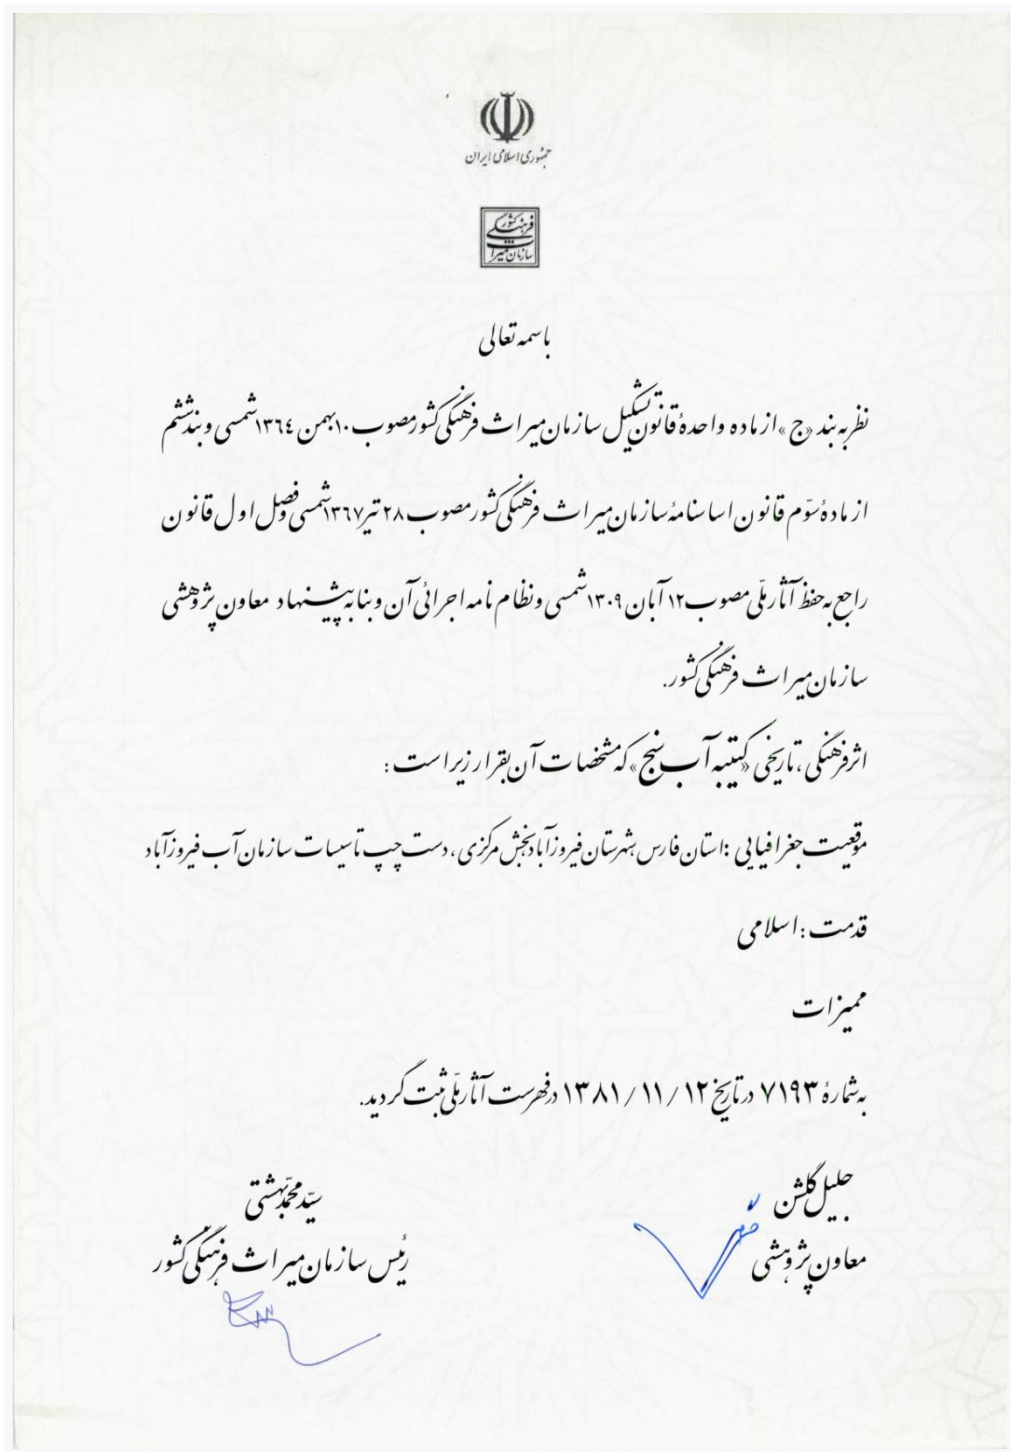 جمهوری اسلامی ایران
سازمان میراث فرهنگی کشور
باسمه تعالی
نظر به بند «ج» از ماده واحدهٔ قانون تشکیل سازمان میراث فرهنگی کشور مصوب ۱۰ بهمن ۱۳۶۴ شمسی و بند ششم
از مادهٔ سوّم قانون اساسنامهٔ سازمان میراث فرهنگی کشور مصوب ۲۸ تیر ۱۳۶۷ شمسی و فصل اول قانون
راجع به حفظ آثار ملّی مصوب ۱۲ آبان ۱۳۰۹ شمسی و نظام نامه اجرائی آن و بنا به پیشنهاد معاون پژوهشی
سازمان میراث فرهنگی کشور.
اثر فرهنگی، تاریخی «کتیبه آب سنج» که مشخصات آن بقرار زیر است:
موقعیت جغرافیایی: استان فارس شهرستان فیروزآباد بخش مرکزی، دست چپ تاسیسات سازمان آب فیروزآباد
قدمت: اسلامی
ممیزات
به شمارهٔ ۷۱۹۳ در تاریخ ۱۲ / ۱۱ / ۱۳۸۱ در فهرست آثار ملّی ثبت گردید.
جلیل گلشن
معاون پژوهشی
سیّد محمّد بهشتی
رئیس سازمان میراث فرهنگی کشور